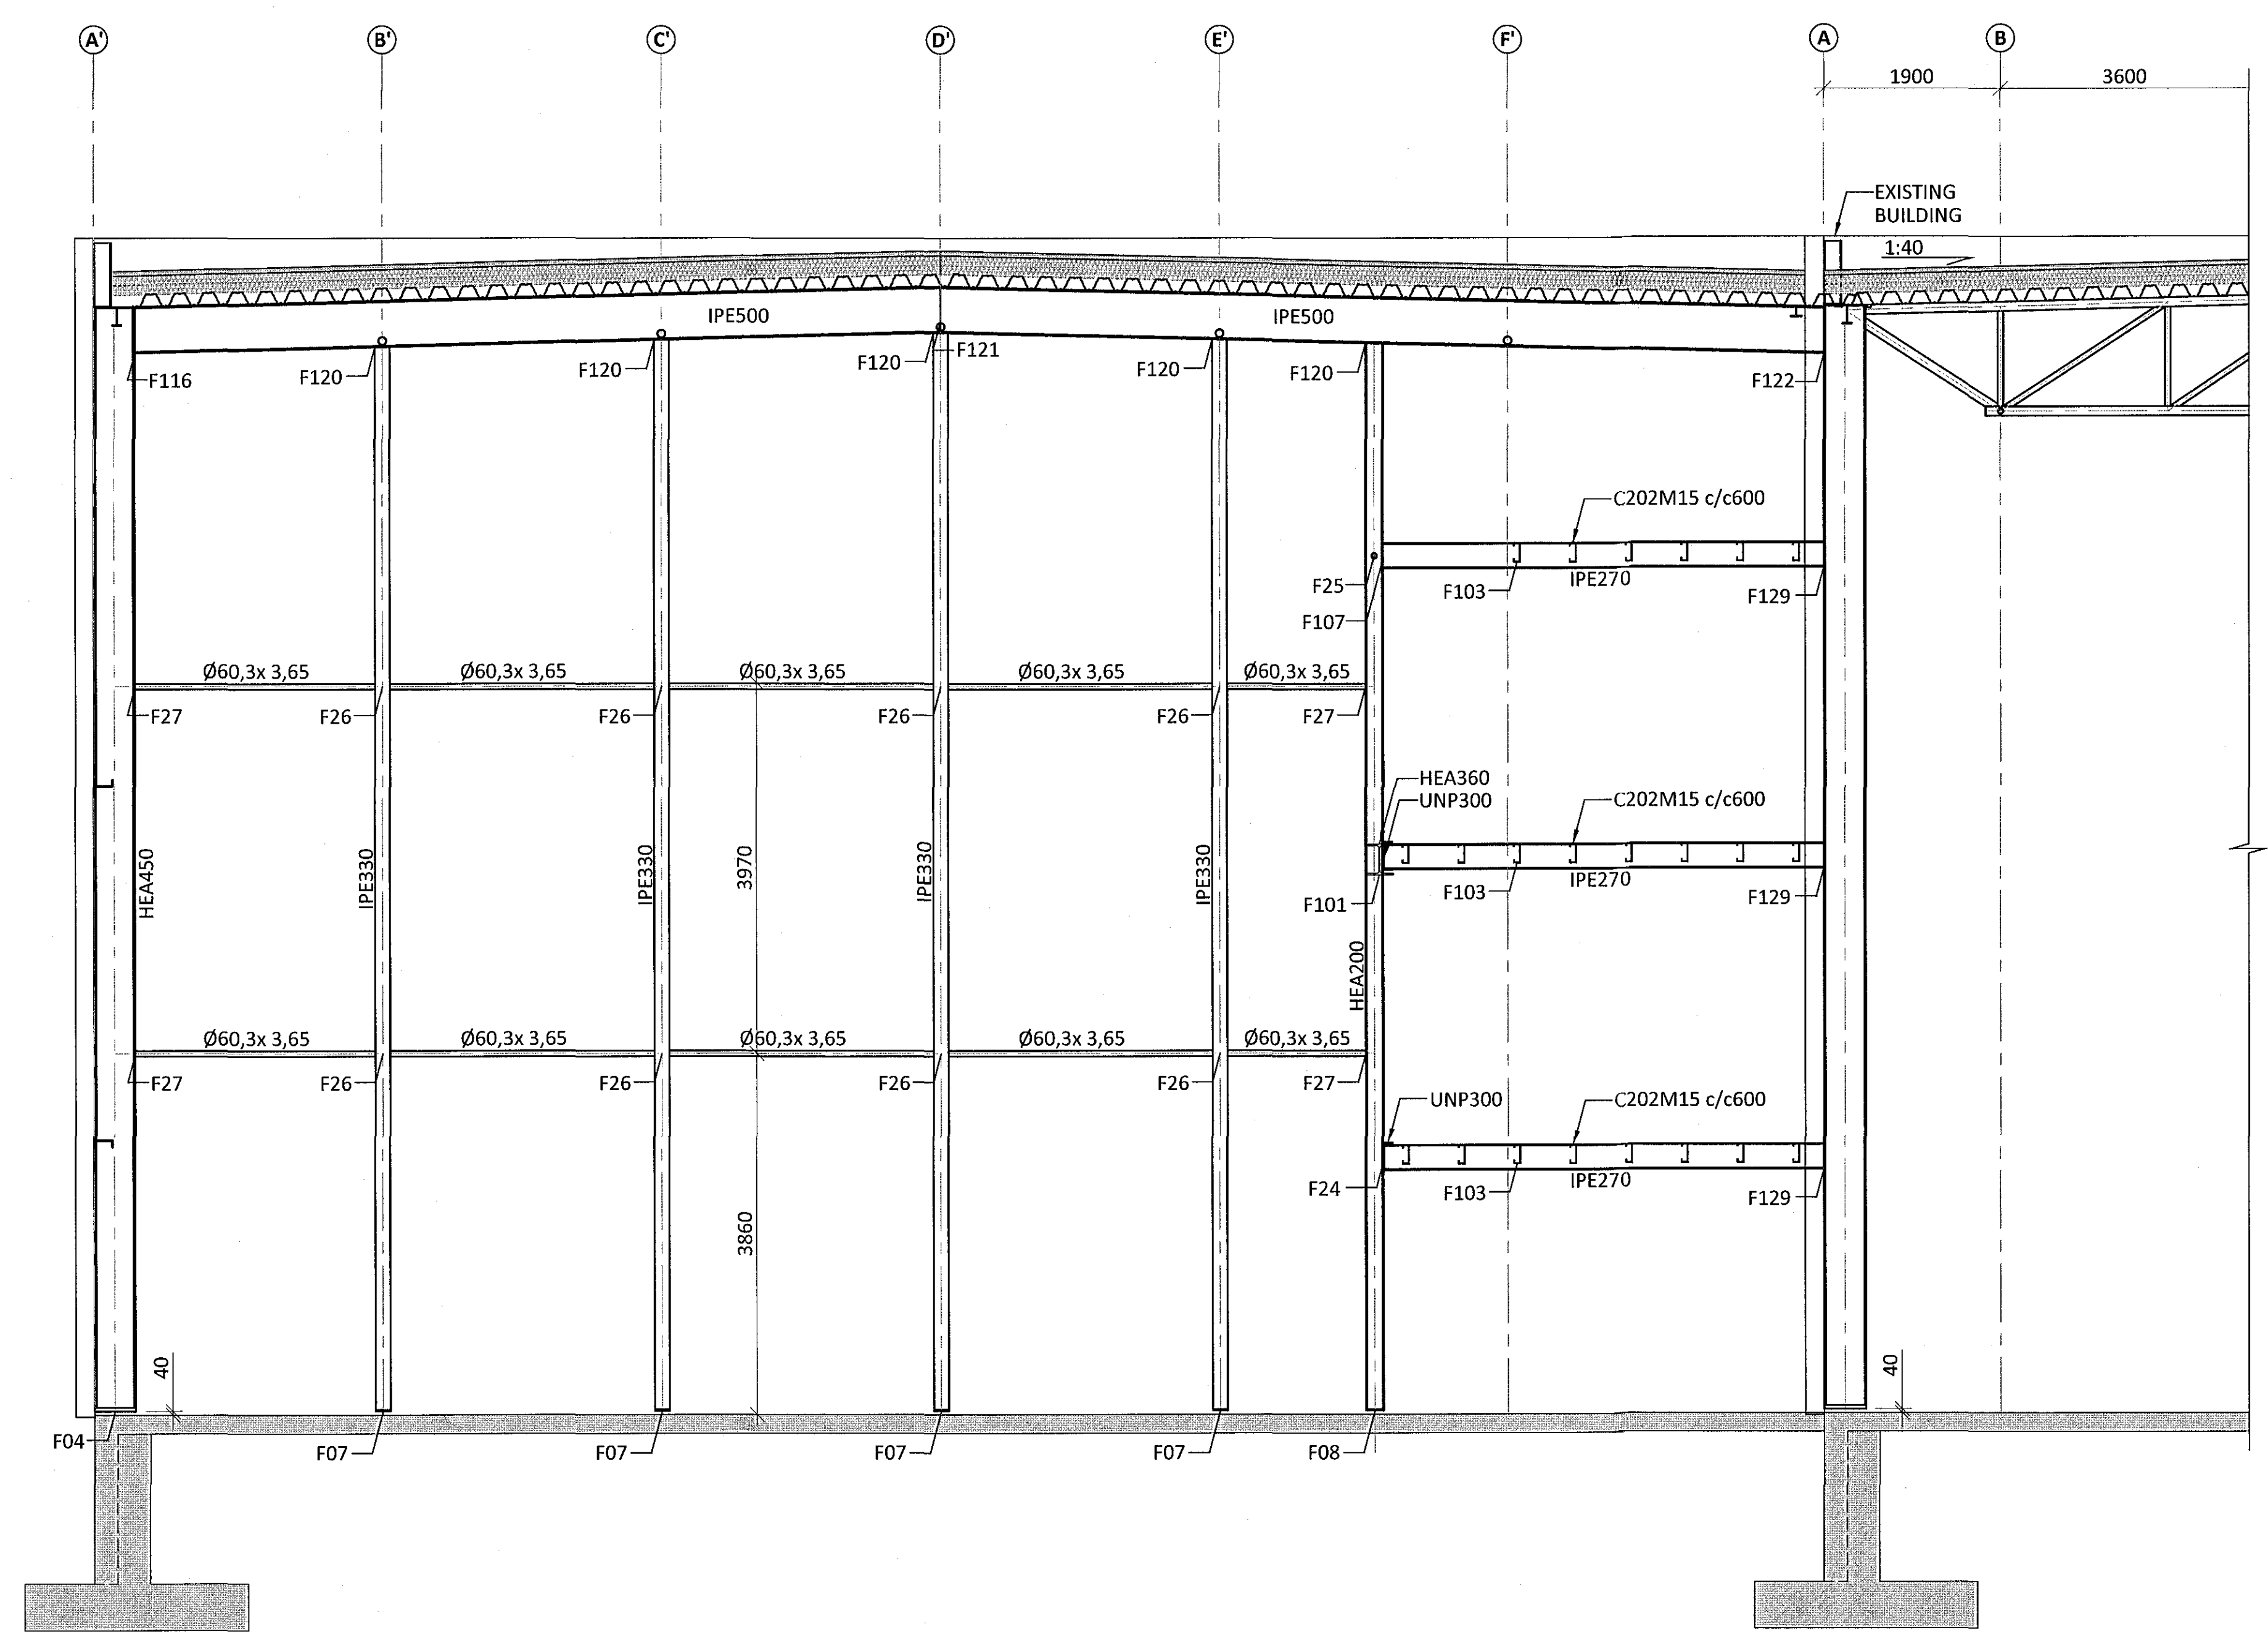 A' B' C' D' E' F' A B
1900 3600
EXISTING
BUILDING
1:40
IPE500 IPE500
F116 F120 F120 F120 F121 F120 F120 F122
C202M15 c/c600
F25 F103 IPE270 F129
F107
Ø60,3x 3,65 Ø60,3x 3,65 Ø60,3x 3,65 Ø60,3x 3,65 Ø60,3x 3,65
F27 F26 F26 F26 F26 F27
HEA360
UNP300 C202M15 c/c600
HEA450 IPE330 IPE330 3970 IPE330 IPE330
F101 F103 IPE270 F129
HEA200
Ø60,3x 3,65 Ø60,3x 3,65 Ø60,3x 3,65 Ø60,3x 3,65 Ø60,3x 3,65
F27 F26 F26 F26 F26 F27
UNP300 C202M15 c/c600
3860
F24 F103 IPE270 F129
40 40
F04 F07 F07 F07 F07 F08